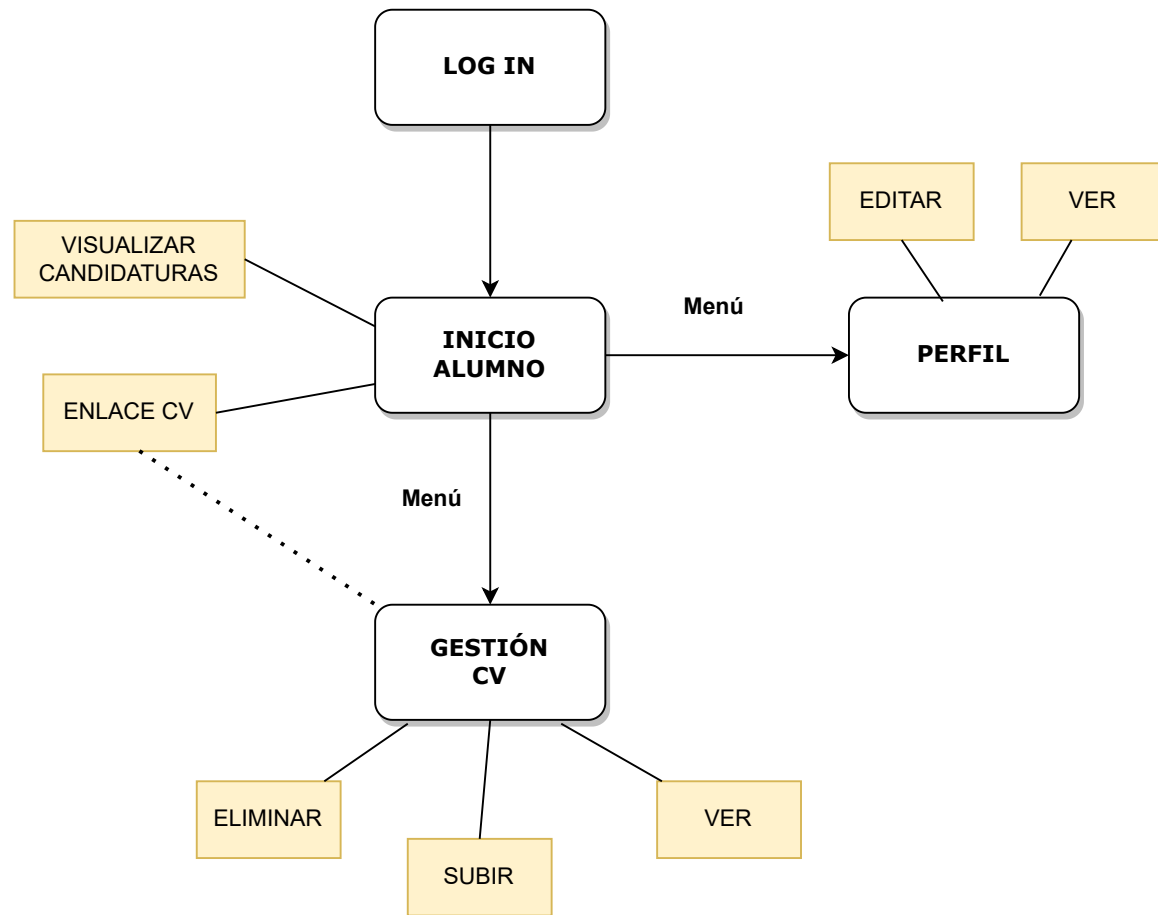 LOG IN
EDITAR
VER
VISUALIZAR
CANDIDATURAS
Menú
INICIO
ALUMNO
PERFIL
ENLACE CV
Menú
GESTIÓN
CV
ELIMINAR
VER
SUBIR